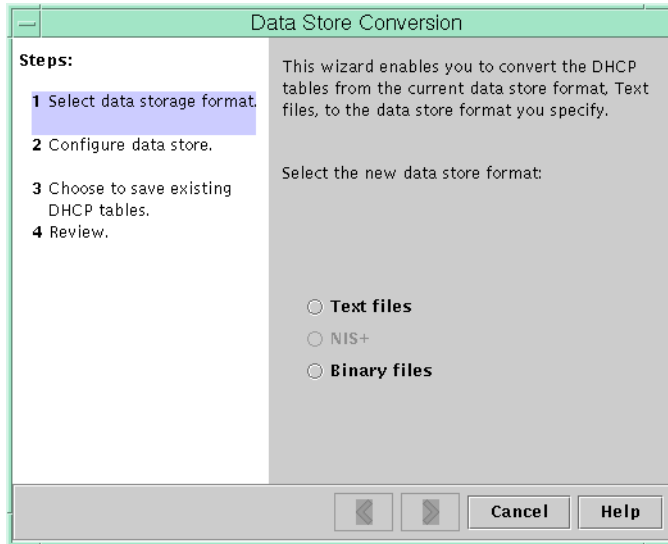 Data Store Conversion
Steps:
1 Select data storage format.
2 Configure data store.
3 Choose to save existing
DHCP tables.
4 Review.
This wizard enables you to convert the DHCP
tables from the current data store format, Text
files, to the data store format you specify.
Select the new data store format:
Text files
NIS+
Binary files
Cancel
Help